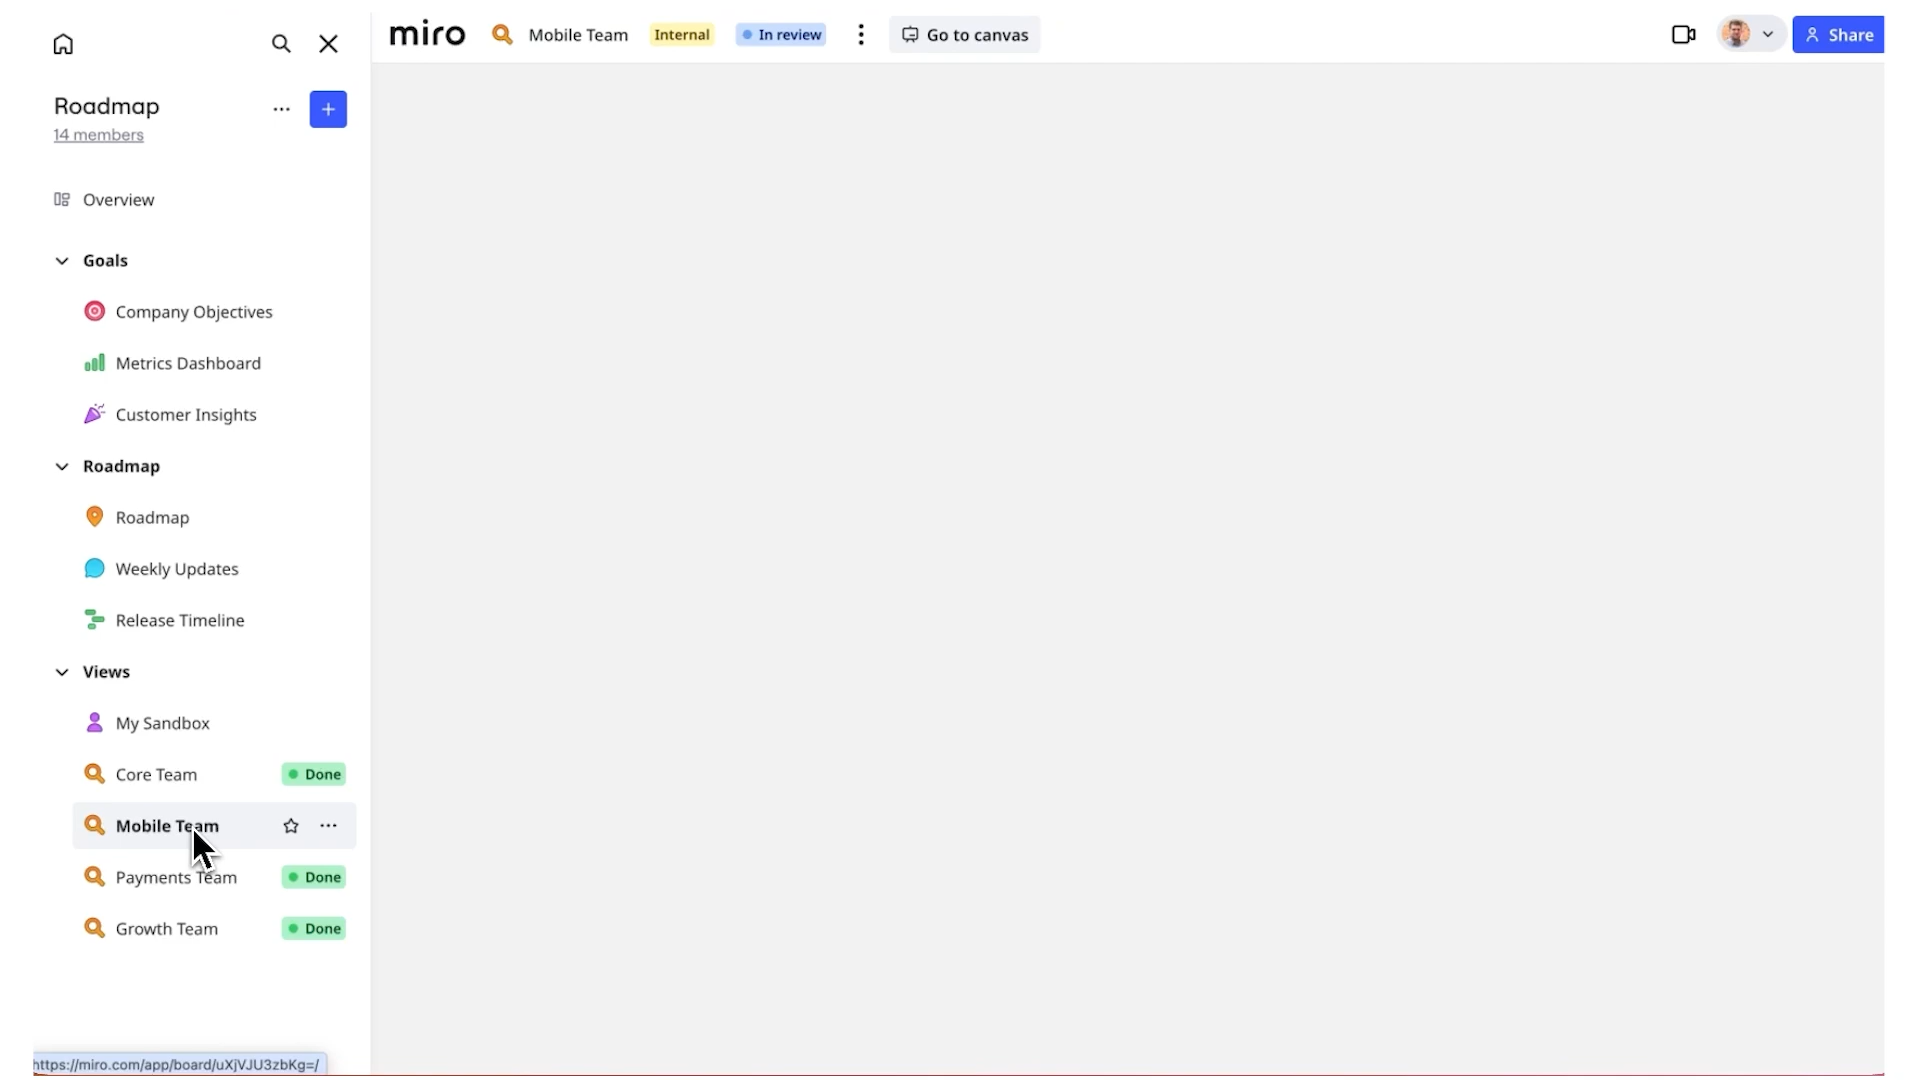 miro
Mobile Team
Internal
In review
Go to canvas
Share
Roadmap
14 members
Overview
Goals
Company Objectives
Metrics Dashboard
Customer Insights
Roadmap
Roadmap
Weekly Updates
Release Timeline
Views
My Sandbox
Core Team
Done
Mobile Team
Payments Team
Done
Growth Team
Done
https://miro.com/app/board/uXjVJU3zbKg=/